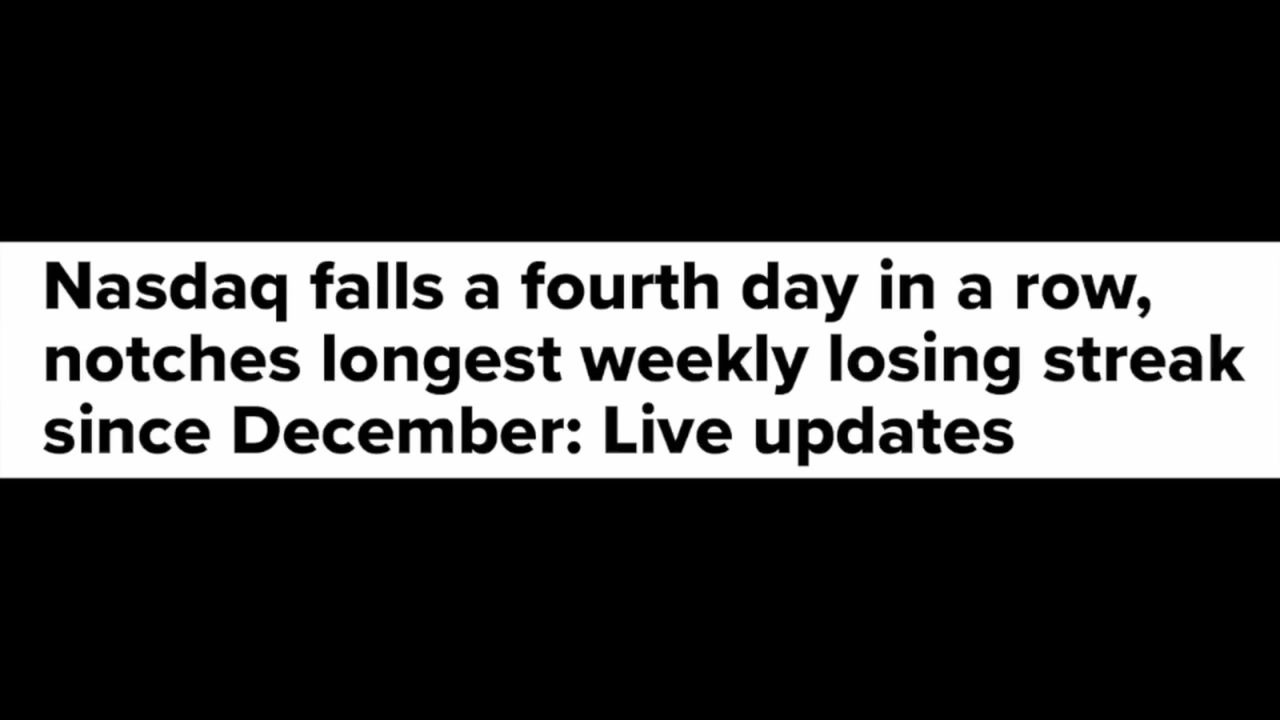 Nasdaq falls a fourth day in a row,
notches longest weekly losing streak
since December: Live updates